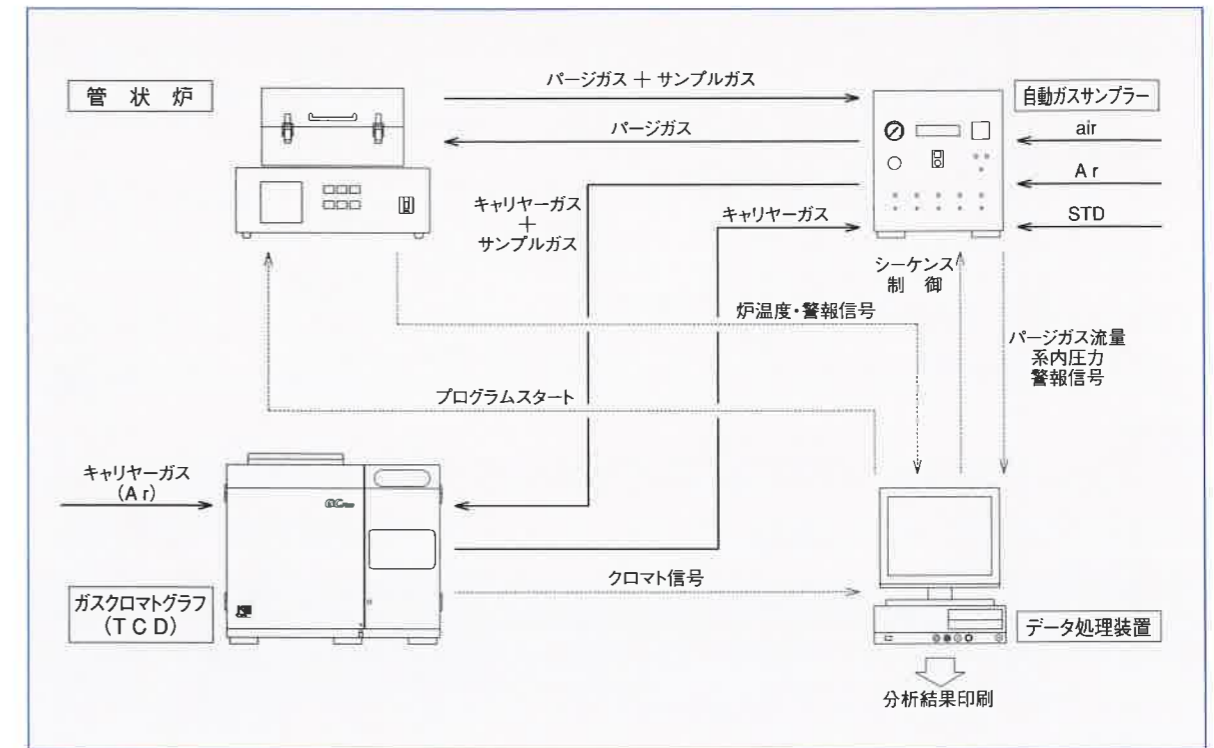 管 状 炉
パージガス ＋ サンプルガス
自動ガスサンプラー
パージガス
air
Ar
STD
キャリヤーガス
＋
サンプルガス
キャリヤーガス
シーケンス
制 御
炉温度・警報信号
パージガス流量
系内圧力
警報信号
プログラムスタート
キャリヤーガス
(Ar)
GC
ガスクロマトグラフ
(TCD)
クロマト信号
データ処理装置
分析結果印刷